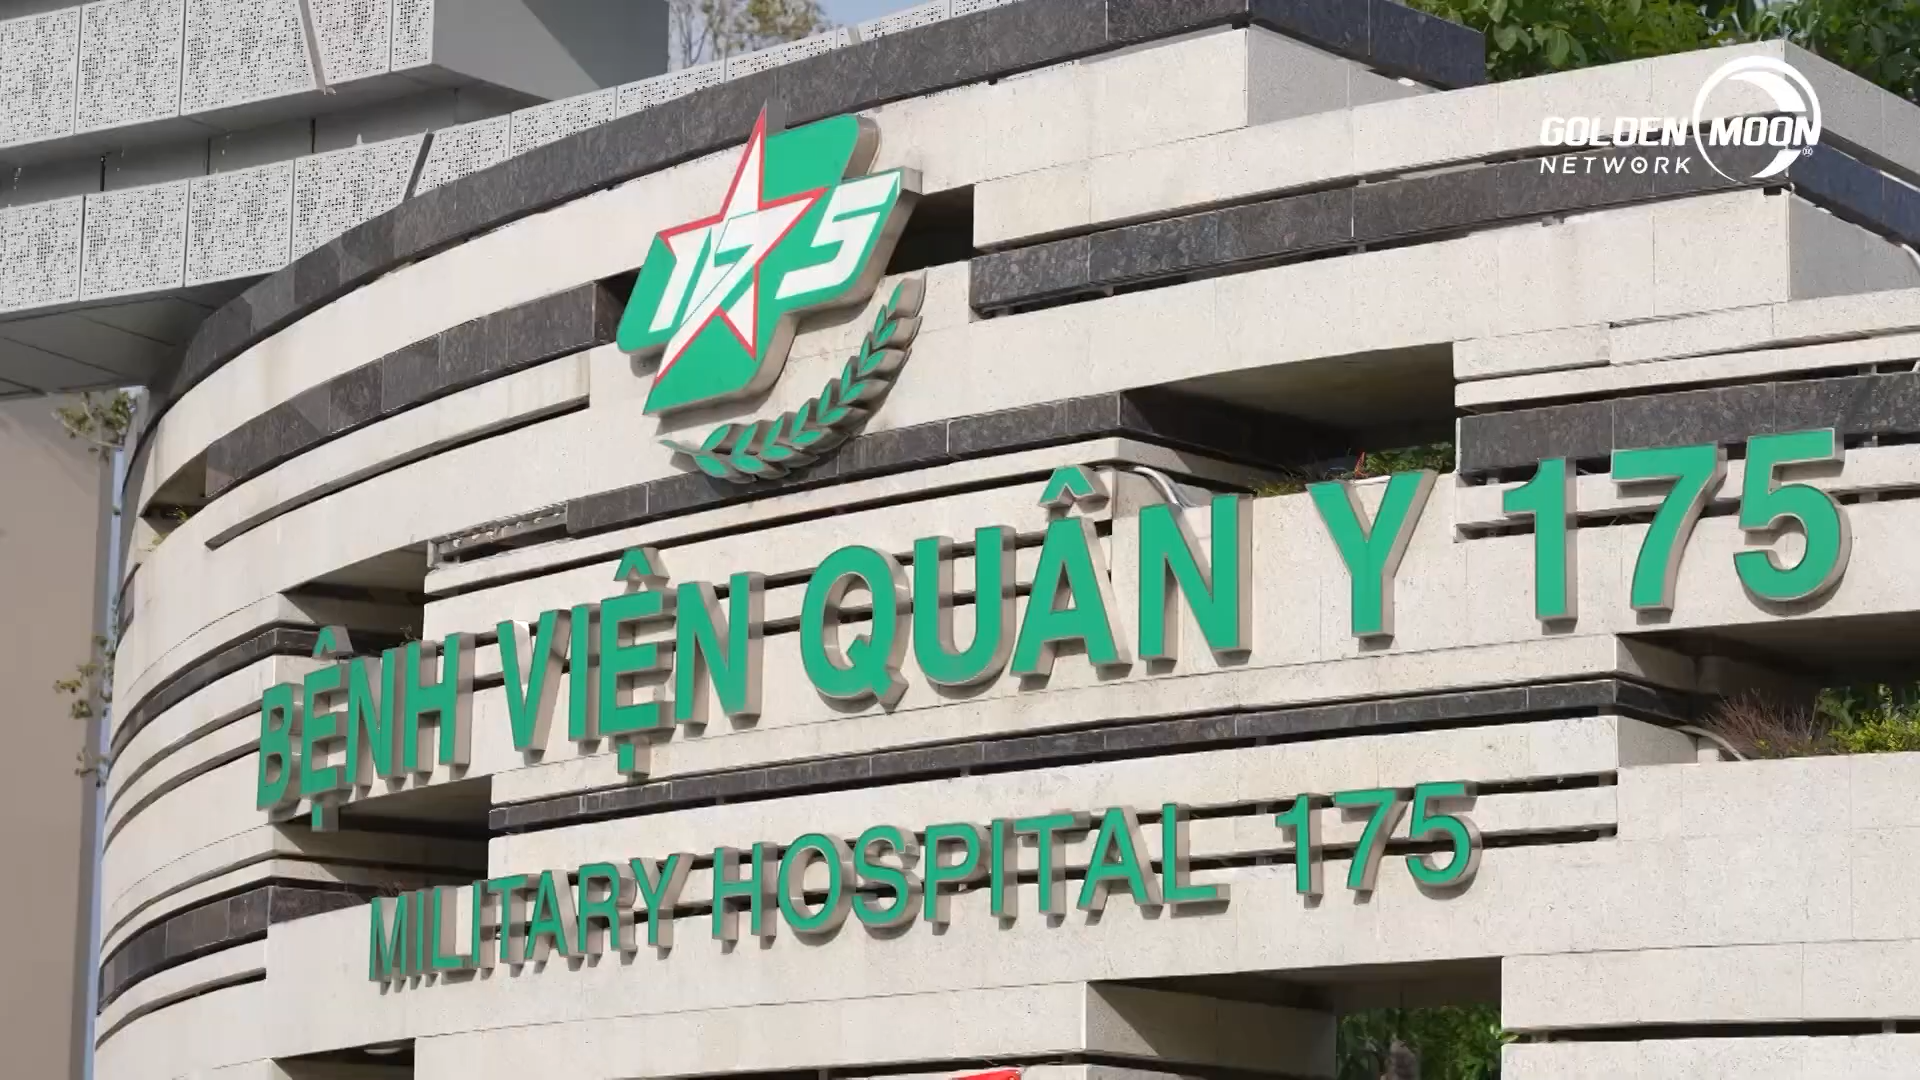 GOLDEN MOON
NETWORK
175
BỆNH VIỆN QUÂN Y 175
MILITARY HOSPITAL 175